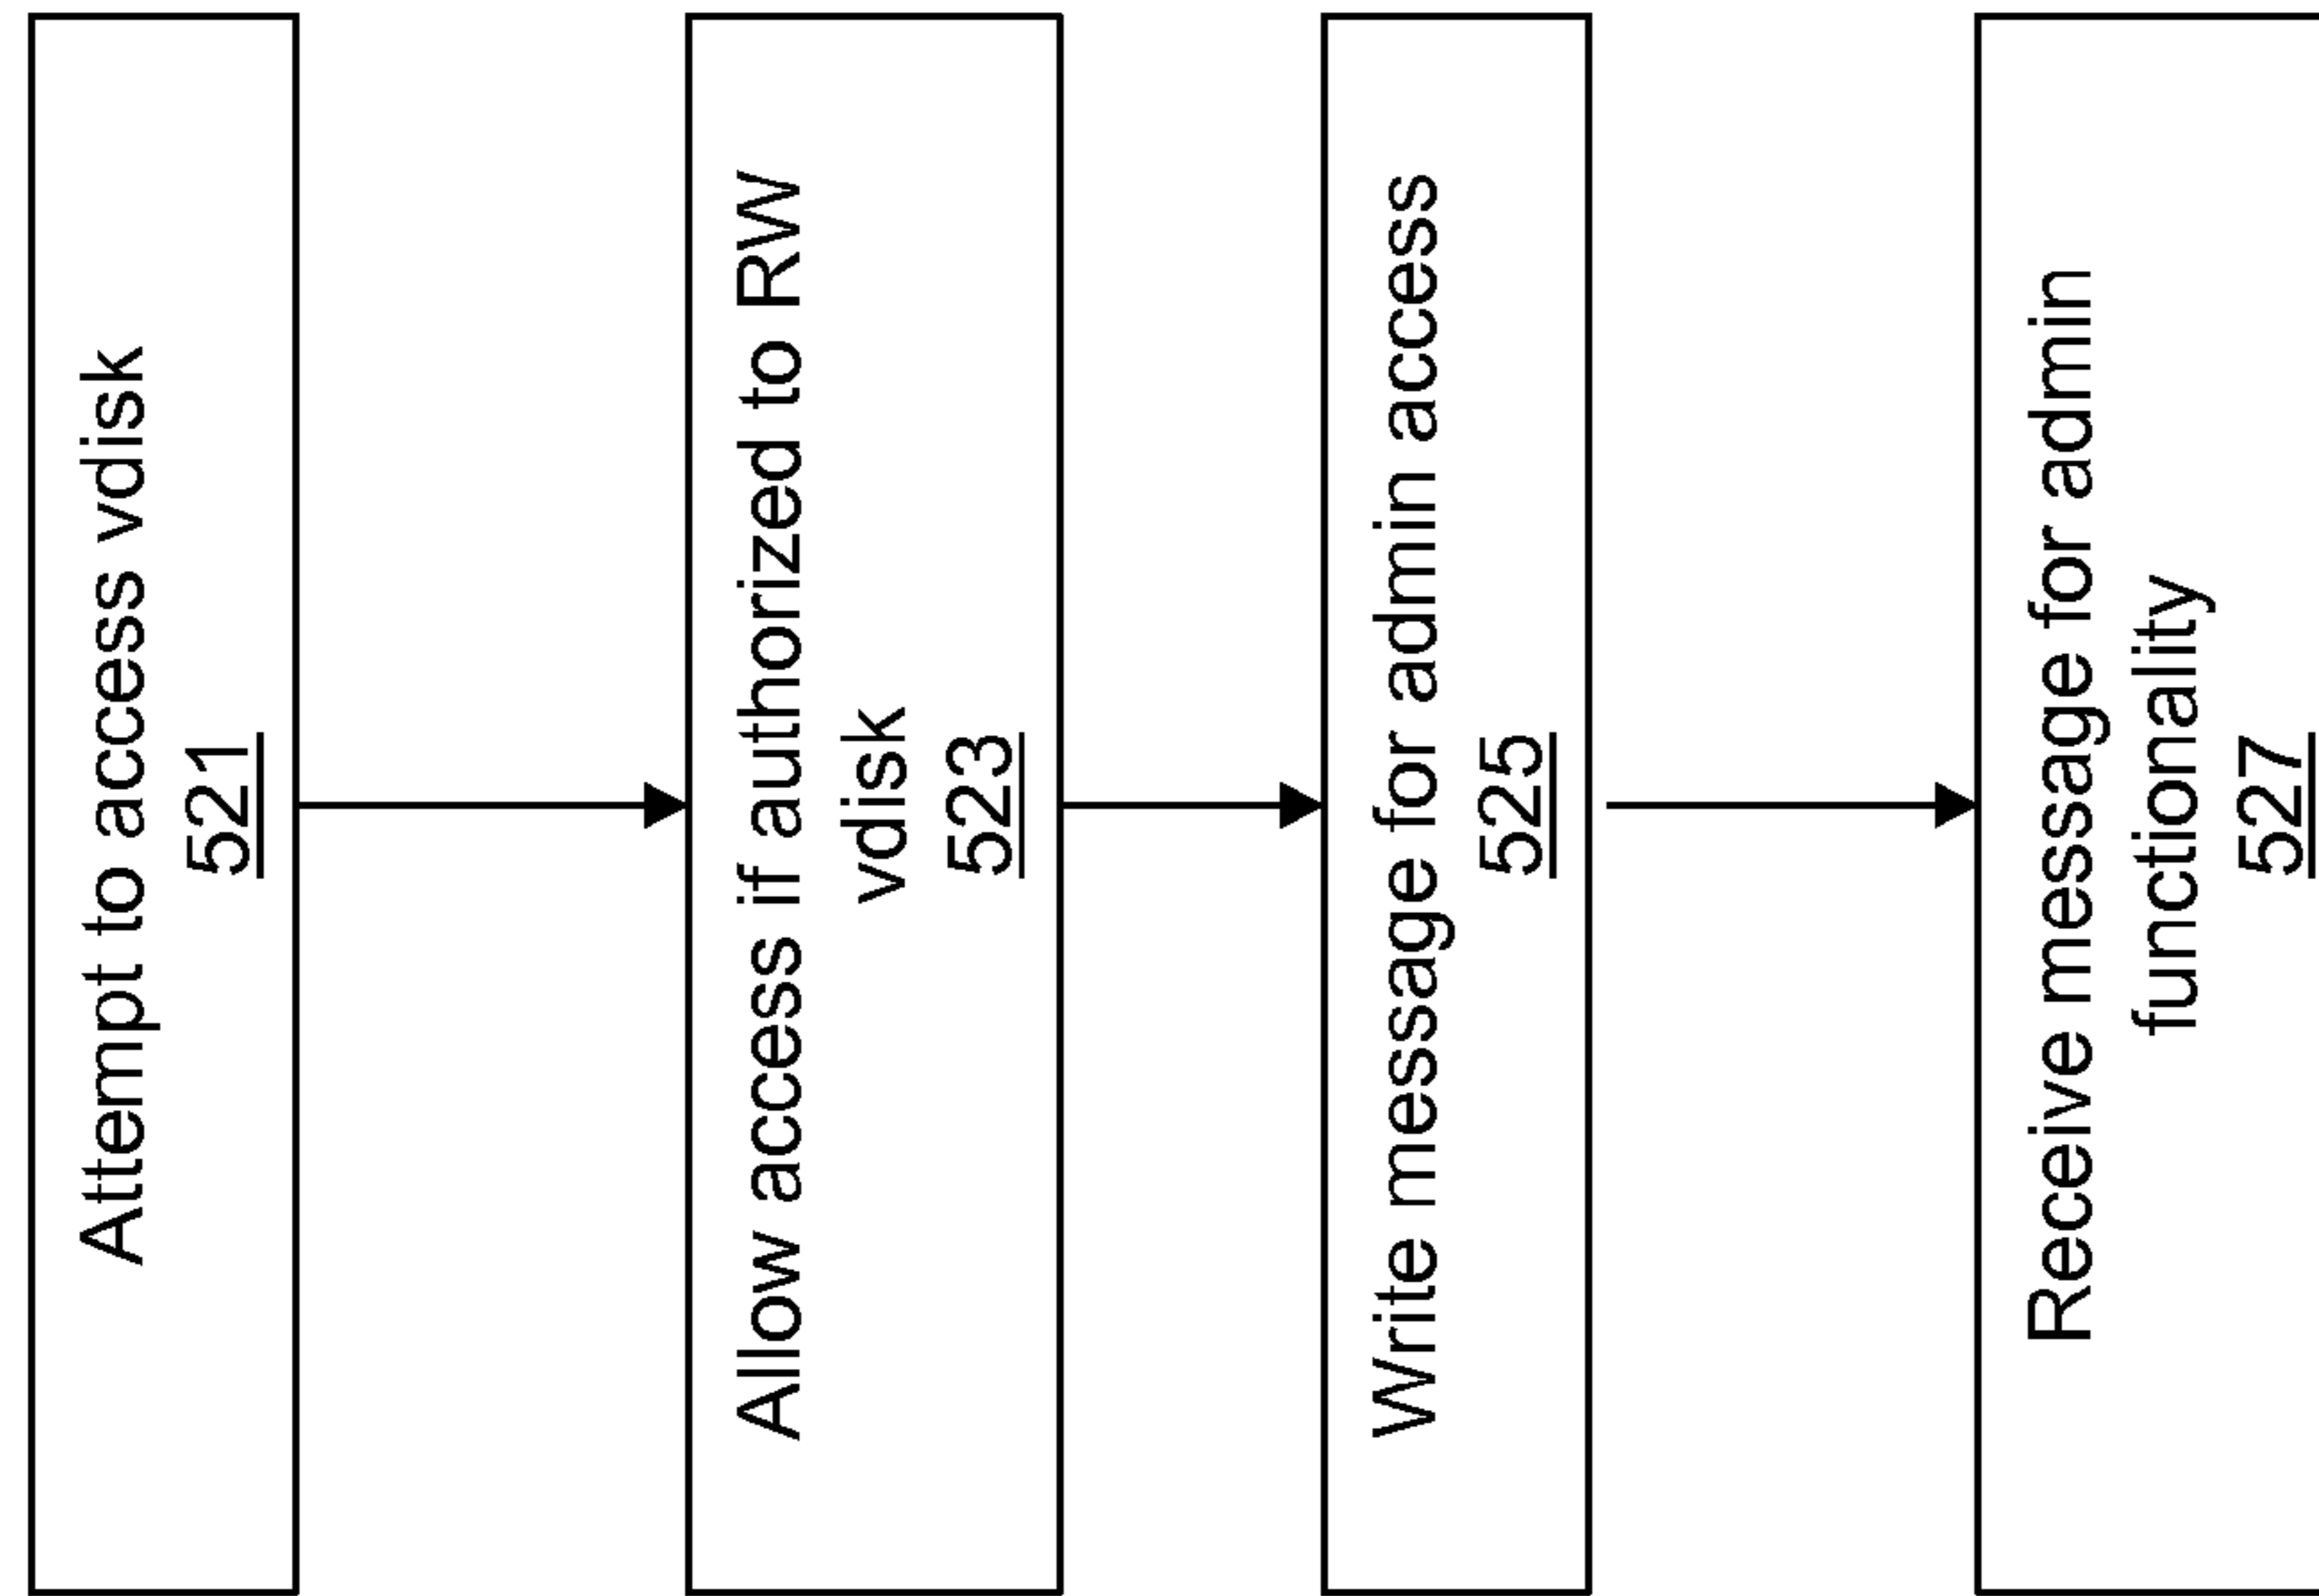 Attempt to access vdisk
521
Allow access if authorized to RW
vdisk
523
Write message for admin access
525
Receive message for admin
functionality
527